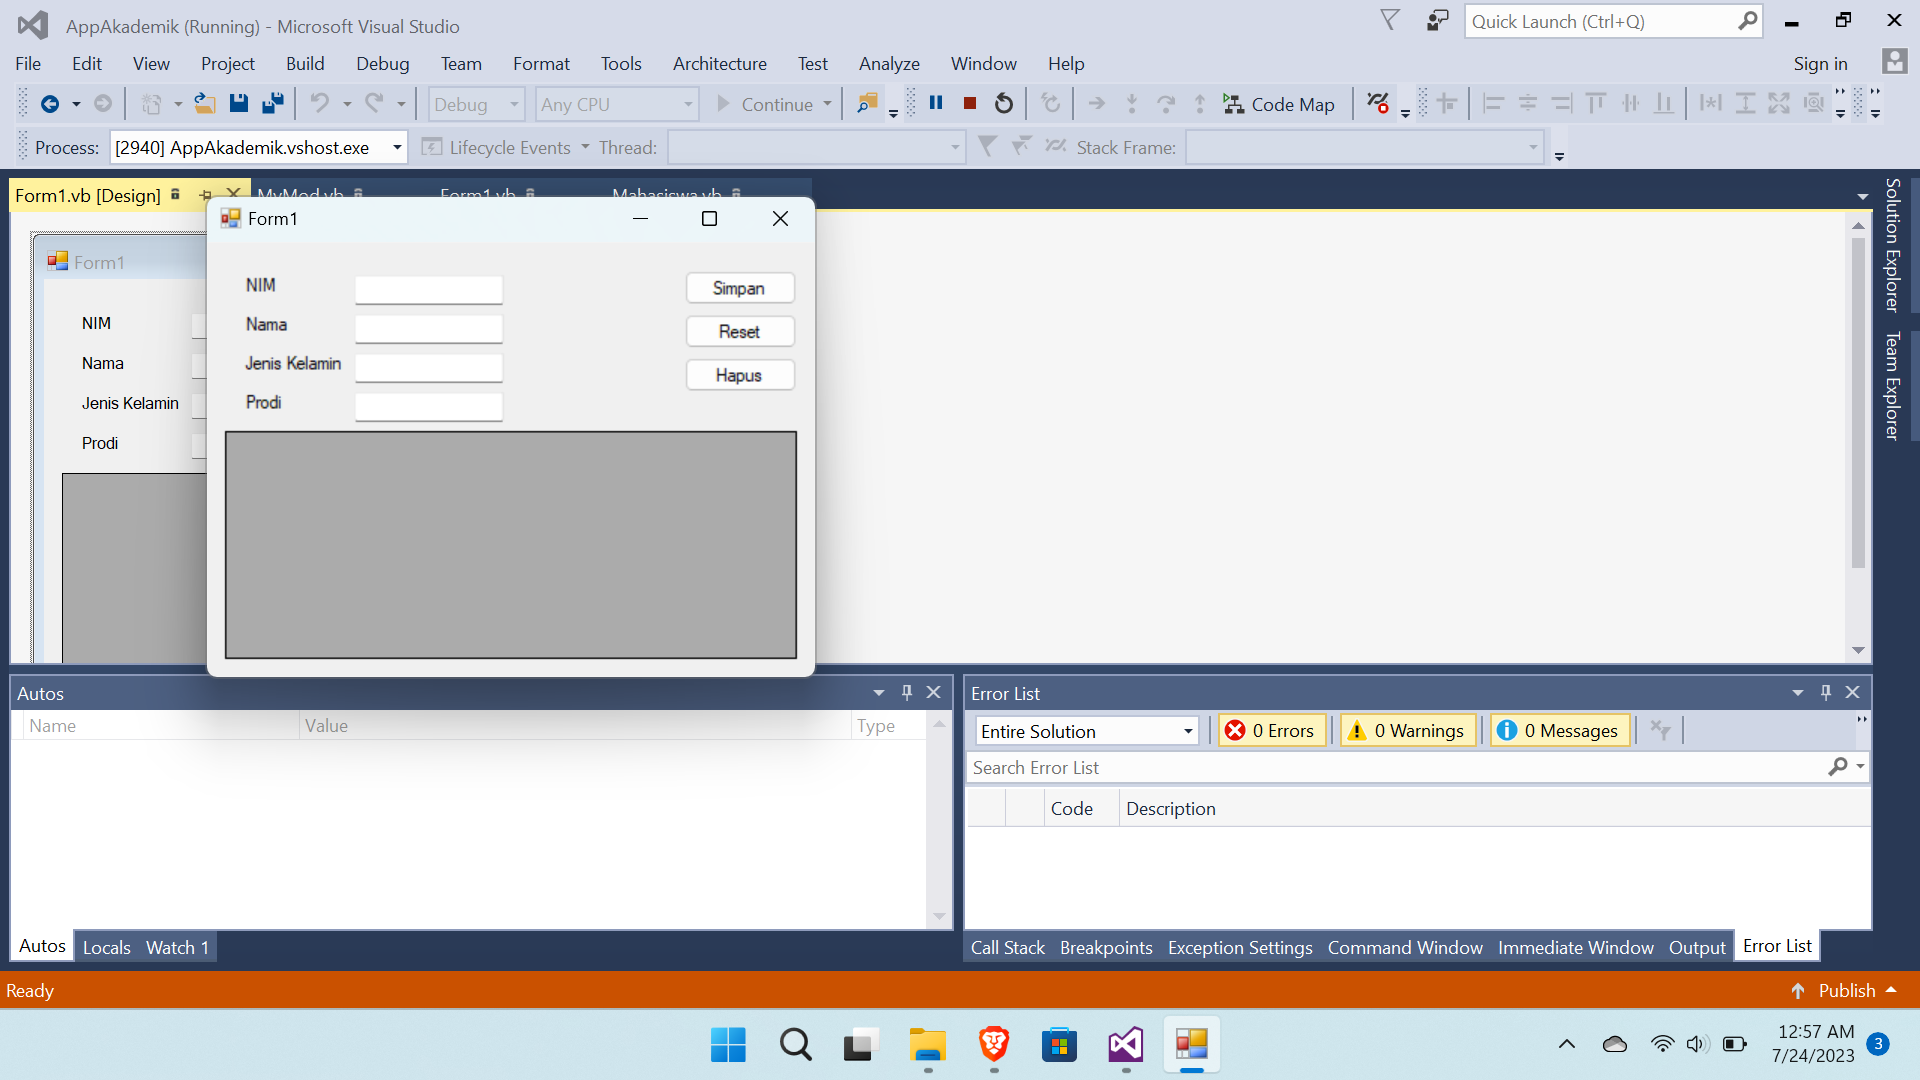 AppAkademik (Running) - Microsoft Visual Studio
Quick Launch (Ctrl+Q)
File Edit View Project Build Debug Team Format Tools Architecture Test Analyze Window Help
Sign in
Debug Any CPU Continue Code Map
Process: [2940] AppAkademik.vshost.exe Lifecycle Events Thread: Stack Frame:
Form1.vb [Design] MyMod.vb Form1.vb Mahasiswa.vb
Form1
NIM
Nama
Jenis Kelamin
Prodi
Form1
NIM
Nama
Jenis Kelamin
Prodi
Simpan
Reset
Hapus
Solution Explorer
Team Explorer
Autos
Name Value Type
Autos Locals Watch 1
Error List
Entire Solution 0 Errors 0 Warnings 0 Messages
Search Error List
Code Description
Call Stack Breakpoints Exception Settings Command Window Immediate Window Output Error List
Ready
Publish
12:57 AM
7/24/2023
3